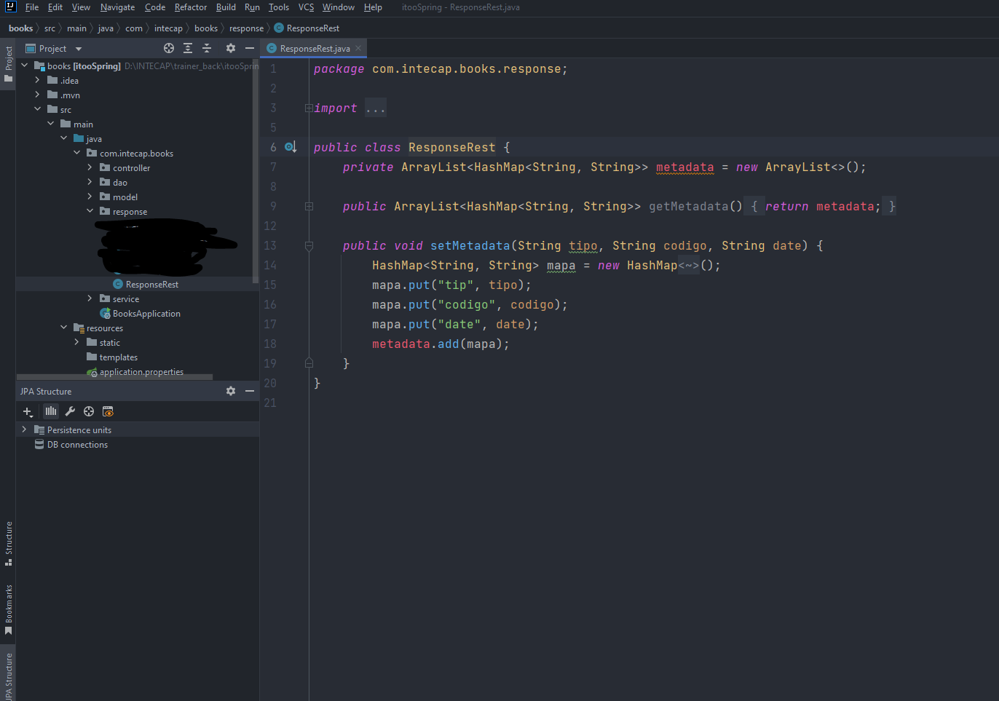 File Edit View Navigate Code Refactor Build Run Tools VCS Window Help itooSpring - ResponseRest.java
books src main java com intecap books response ResponseRest
Project
Project
ResponseRest.java
books [itooSpring] D:\INTECAP\trainer_back\itooSprin
.idea
.mvn
src
main
java
com.intecap.books
controller
dao
model
response
ResponseRest
service
BooksApplication
resources
static
templates
application.properties
JPA Structure
Persistence units
DB connections
Structure
Bookmarks
JPA Structure
1 package com.intecap.books.response;
2
3 import ...
5
6 public class ResponseRest {
7 private ArrayList<HashMap<String, String>> metadata = new ArrayList<>();
8
9 public ArrayList<HashMap<String, String>> getMetadata() { return metadata; }
12
13 public void setMetadata(String tipo, String codigo, String date) {
14 HashMap<String, String> mapa = new HashMap<~>();
15 mapa.put("tip", tipo);
16 mapa.put("codigo", codigo);
17 mapa.put("date", date);
18 metadata.add(mapa);
19 }
20 }
21